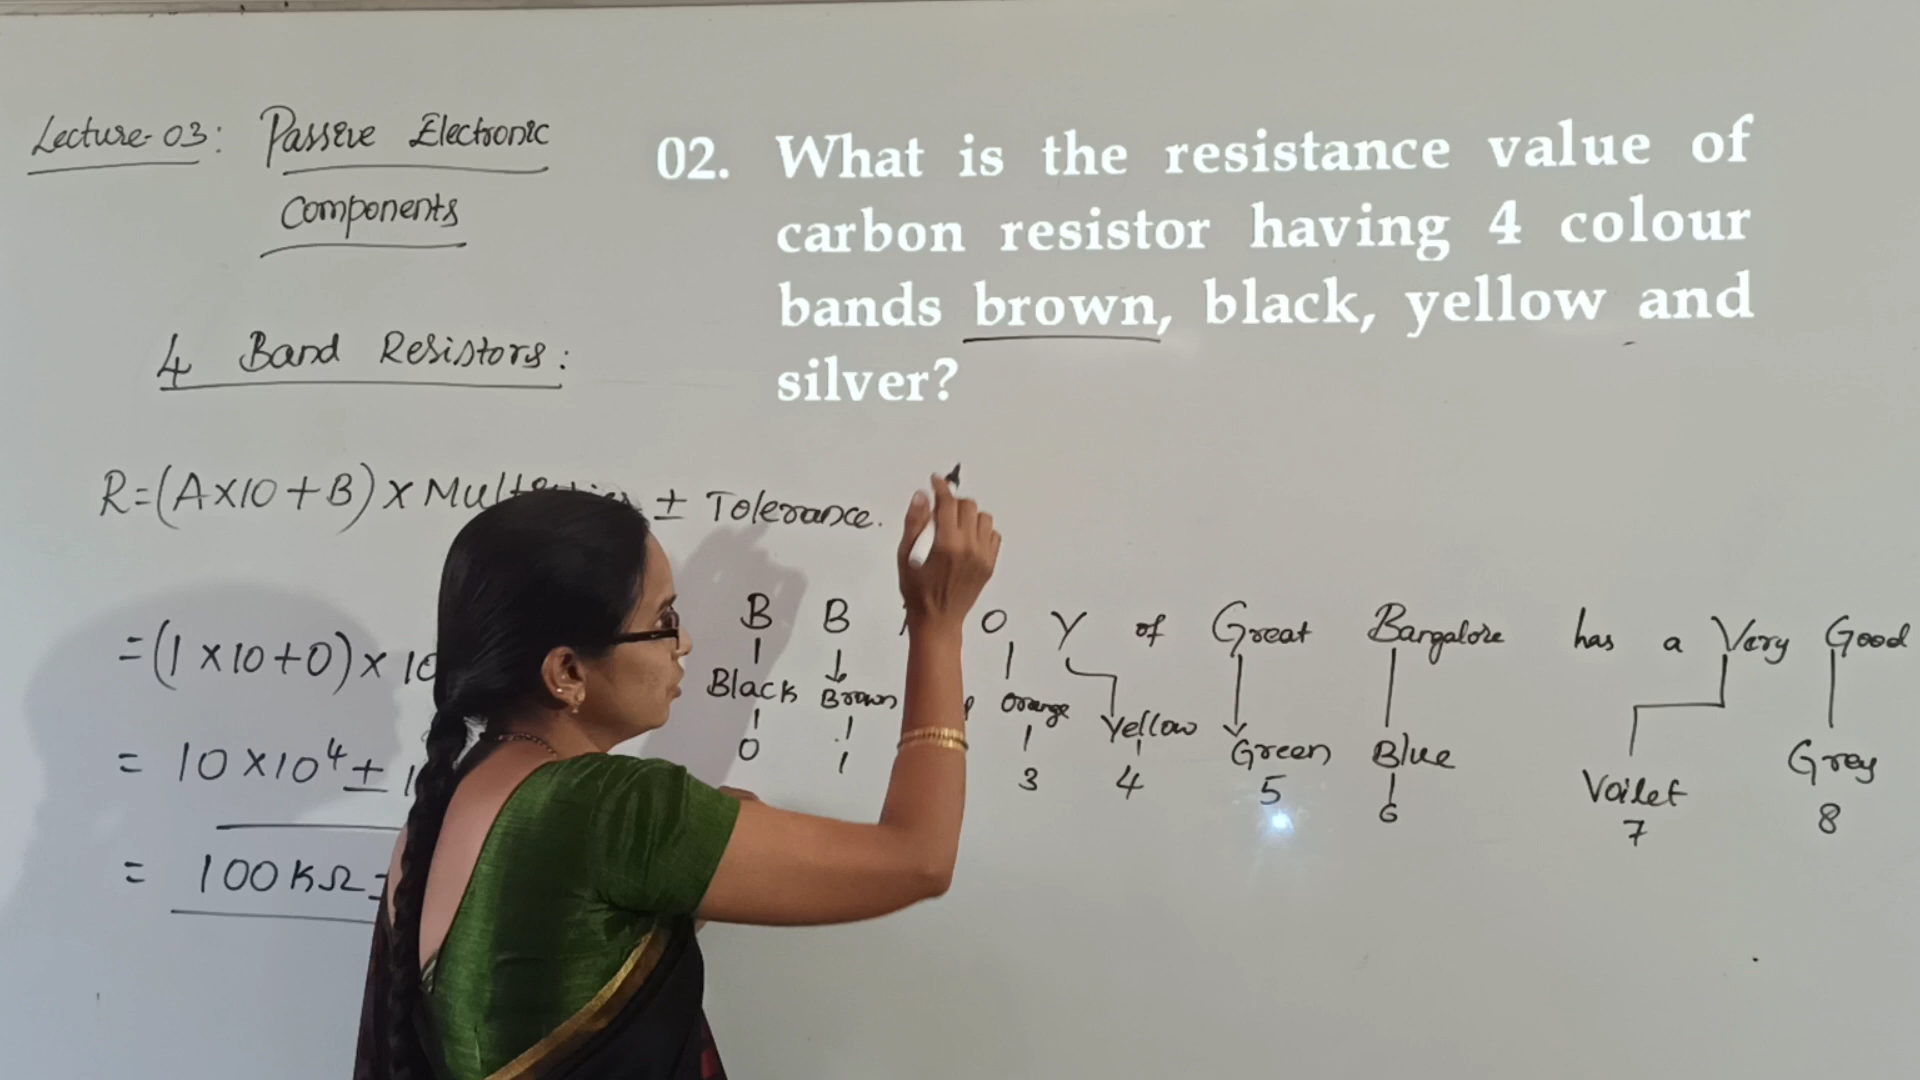 Lecture-03: Passive Electronic
Components
02. What is the resistance value of
carbon resistor having 4 colour
bands brown, black, yellow and
silver?
4 Band Resistors:
R=(A×10+B)× ± Tolerance.
=(1×10+0)×10
= 10×10⁴± 1
= 100KΩ
B B O Y of Great Bangalore has a Very Good
Black Brown Orange Yellow Green Blue Voilet Grey
0 1 3 4 5 6 7 8